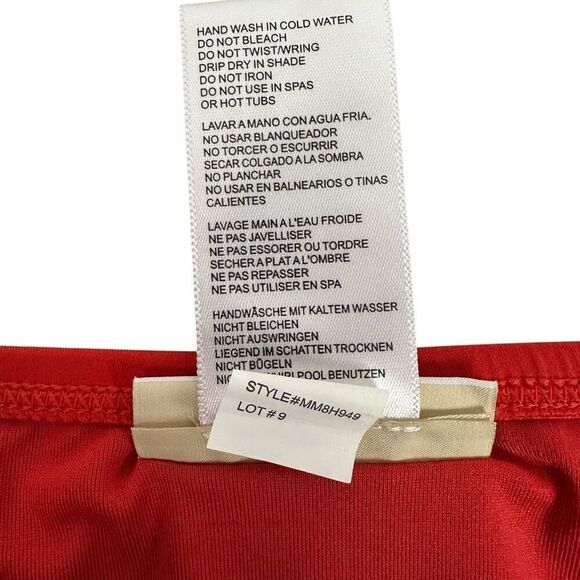 HAND WASH IN COLD WATER
DO NOT BLEACH
DO NOT TWIST/WRING
DRIP DRY IN SHADE
DO NOT IRON
DO NOT USE IN SPAS
OR HOT TUBS
LAVAR A MANO CON AGUA FRIA.
NO USAR BLANQUEADOR
NO TORCER O ESCURRIR
SECAR COLGADO A LA SOMBRA
NO PLANCHAR
NO USAR EN BALNEARIOS O TINAS
CALIENTES
LAVAGE MAIN A L'EAU FROIDE
NE PAS JAVELLISER
NE PAS ESSORER OU TORDRE
SECHER A PLAT A L'OMBRE
NE PAS REPASSER
NE PAS UTILISER EN SPA
HANDWÄSCHE MIT KALTEM WASSER
NICHT BLEICHEN
NICHT AUSWRINGEN
LIEGEND IM SCHATTEN TROCKNEN
NICHT BÜGELN
POOL BENUTZEN
STYLE#MM8H949
LOT #9